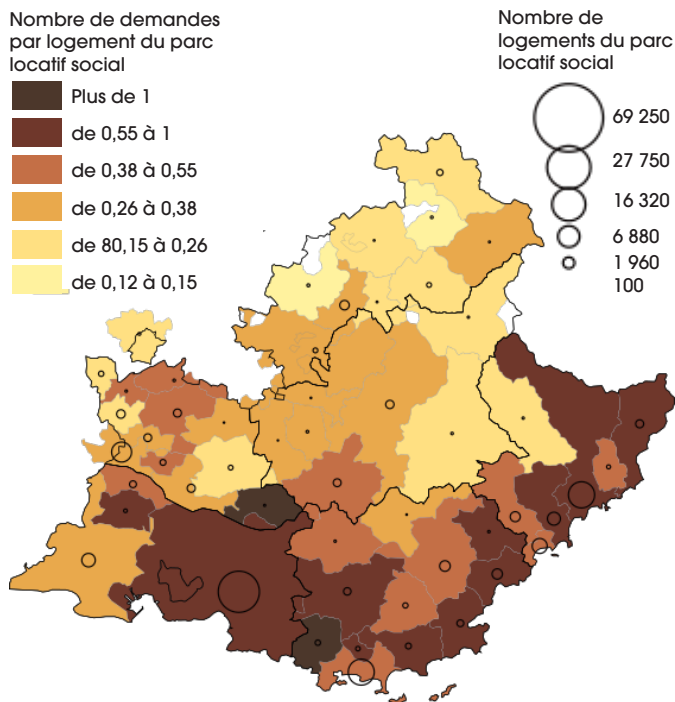 Nombre de demandes
par logement du parc
locatif social
Plus de 1
de 0,55 à 1
de 0,38 à 0,55
de 0,26 à 0,38
de 80,15 à 0,26
de 0,12 à 0,15
Nombre de
logements du parc
locatif social
69 250
27 750
16 320
6 880
1 960
100